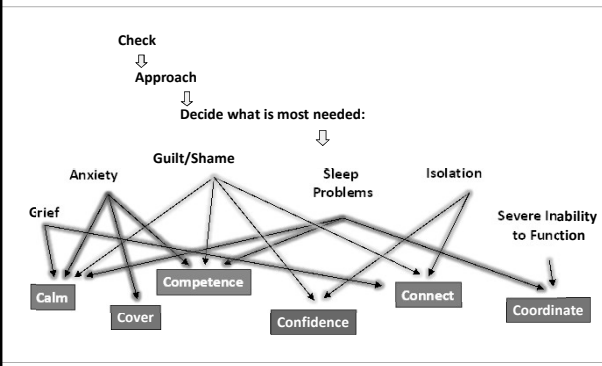 Check
Approach
Decide what is most needed:
Guilt/Shame
Anxiety
Sleep
Problems
Isolation
Grief
Severe Inability
to Function
Calm
Cover
Competence
Confidence
Connect
Coordinate